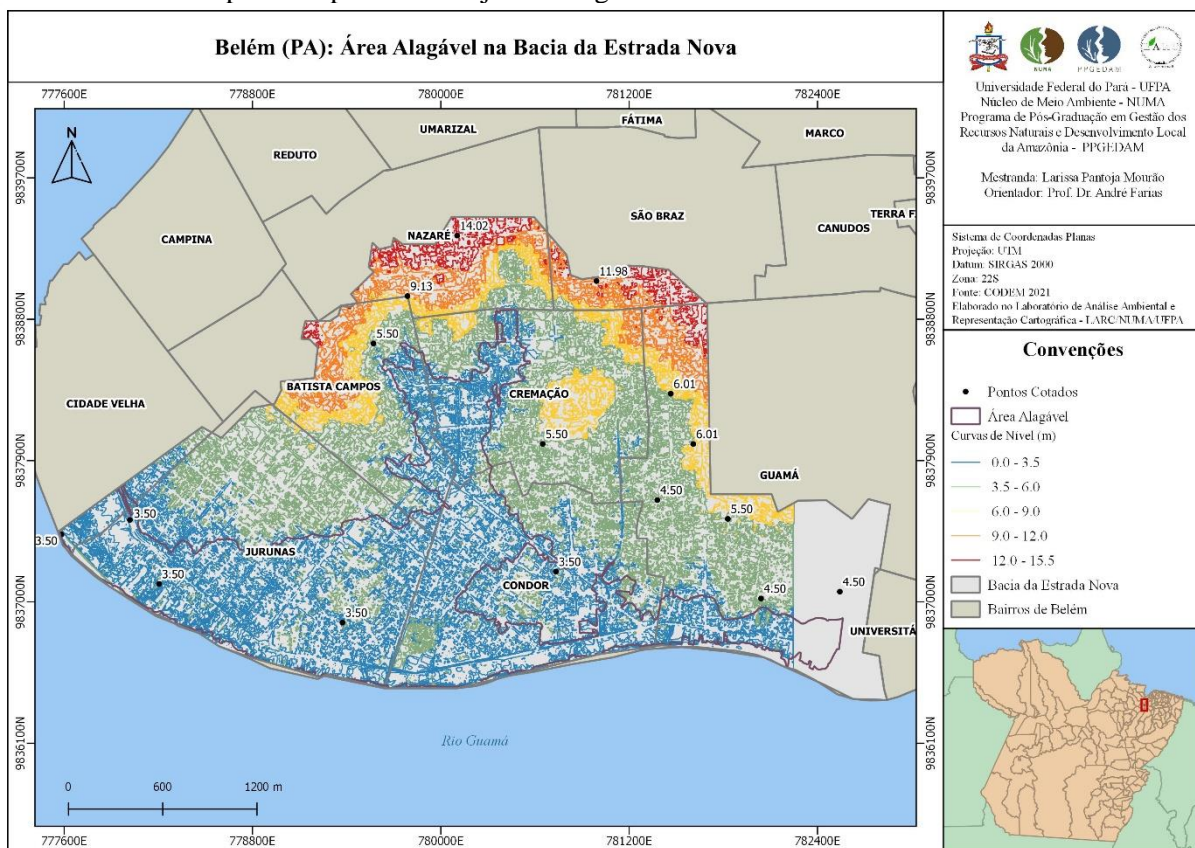 Belém (PA): Área Alagável na Bacia da Estrada Nova
777600E 778800E 780000E 781200E 782400E
N
UMARIZAL
FÁTIMA
MARCO
REDUTO
9839700N
9839700N
SÃO BRAZ
CANUDOS
TERRA F
CAMPINA
NAZARÉ
14.02
11.98
9.13
9838800N
9838800N
5.50
BATISTA CAMPOS
CREMAÇÃO
6.01
CIDADE VELHA
5.50
6.01
9837900N
9837900N
GUAMÁ
4.50
5.50
3.50
3.50
JURUNAS
3.50
3.50
CONDOR
4.50
4.50
3.50
9837000N
9837000N
UNIVERSITÁ
Rio Guamá
9836100N
9836100N
0 600 1200 m
777600E 778800E 780000E 781200E 782400E
NUMA
PPGEDAM
Universidade Federal do Pará - UFPA
Núcleo de Meio Ambiente - NUMA
Programa de Pós-Graduação em Gestão dos
Recursos Naturais e Desenvolvimento Local
da Amazônia - PPGEDAM
Mestranda: Larissa Pantoja Mourão
Orientador: Prof. Dr. André Farias
Sistema de Coordenadas Planas
Projeção: UTM
Datum: SIRGAS 2000
Zona: 22S
Fonte: CODEM 2021
Elaborado no Laboratório de Análise Ambiental e
Representação Cartográfica - LARC/NUMA/UFPA
Convenções
Pontos Cotados
Área Alagável
Curvas de Nível (m)
0.0 - 3.5
3.5 - 6.0
6.0 - 9.0
9.0 - 12.0
12.0 - 15.5
Bacia da Estrada Nova
Bairros de Belém